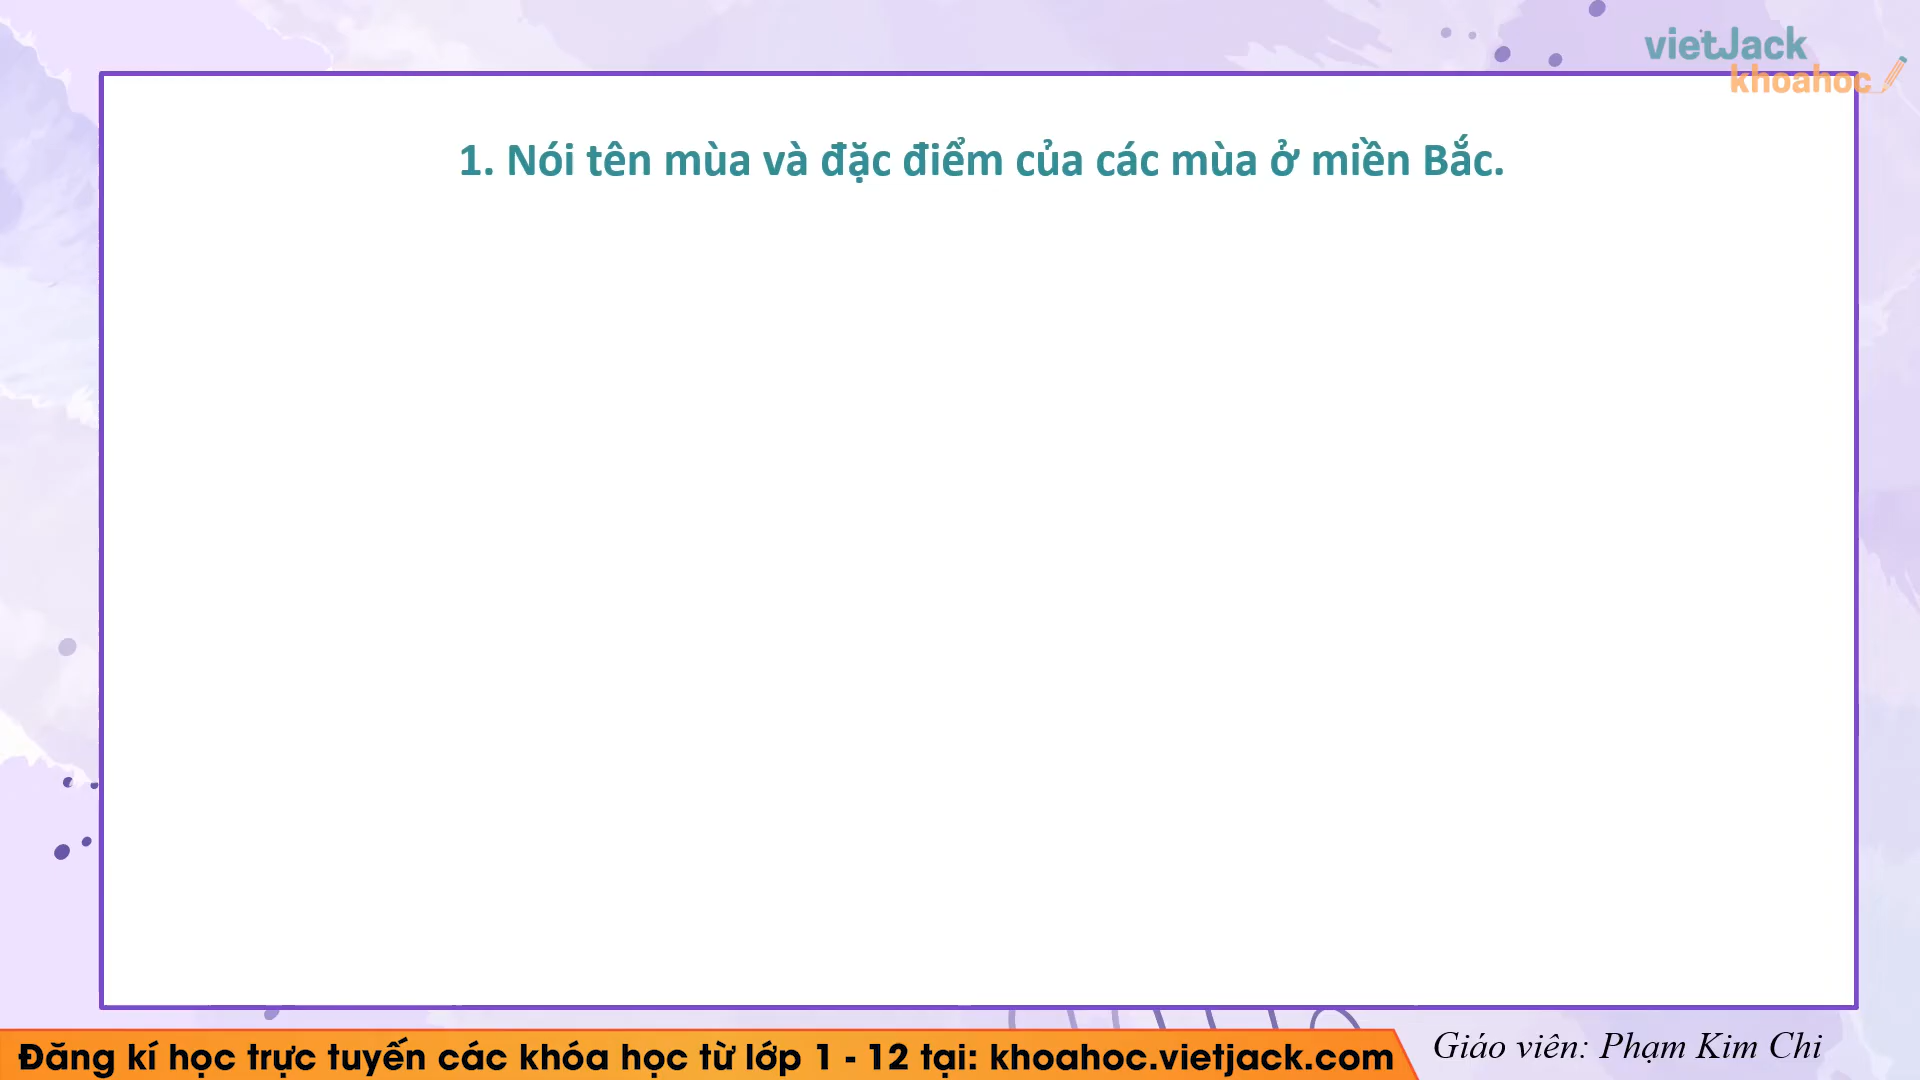 vietJack
khoahoc
1. Nói tên mùa và đặc điểm của các mùa ở miền Bắc.
Đăng kí học trực tuyến các khóa học từ lớp 1 - 12 tại: khoahoc.vietjack.com
Giáo viên: Phạm Kim Chi